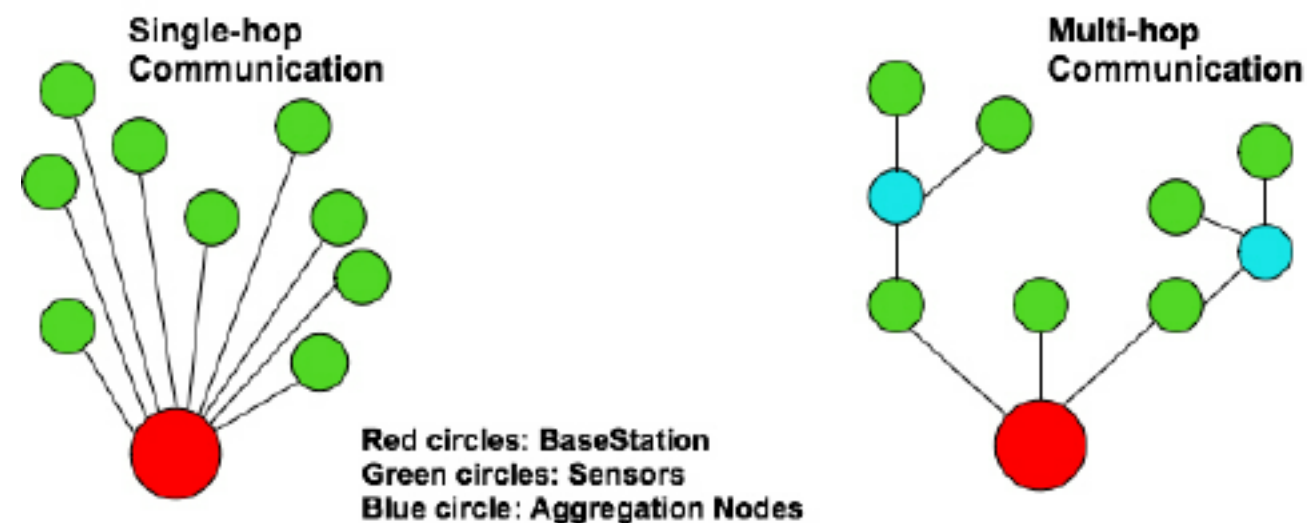 Single-hop
Communication
Multi-hop
Communication
Red circles: BaseStation
Green circles: Sensors
Blue circle: Aggregation Nodes